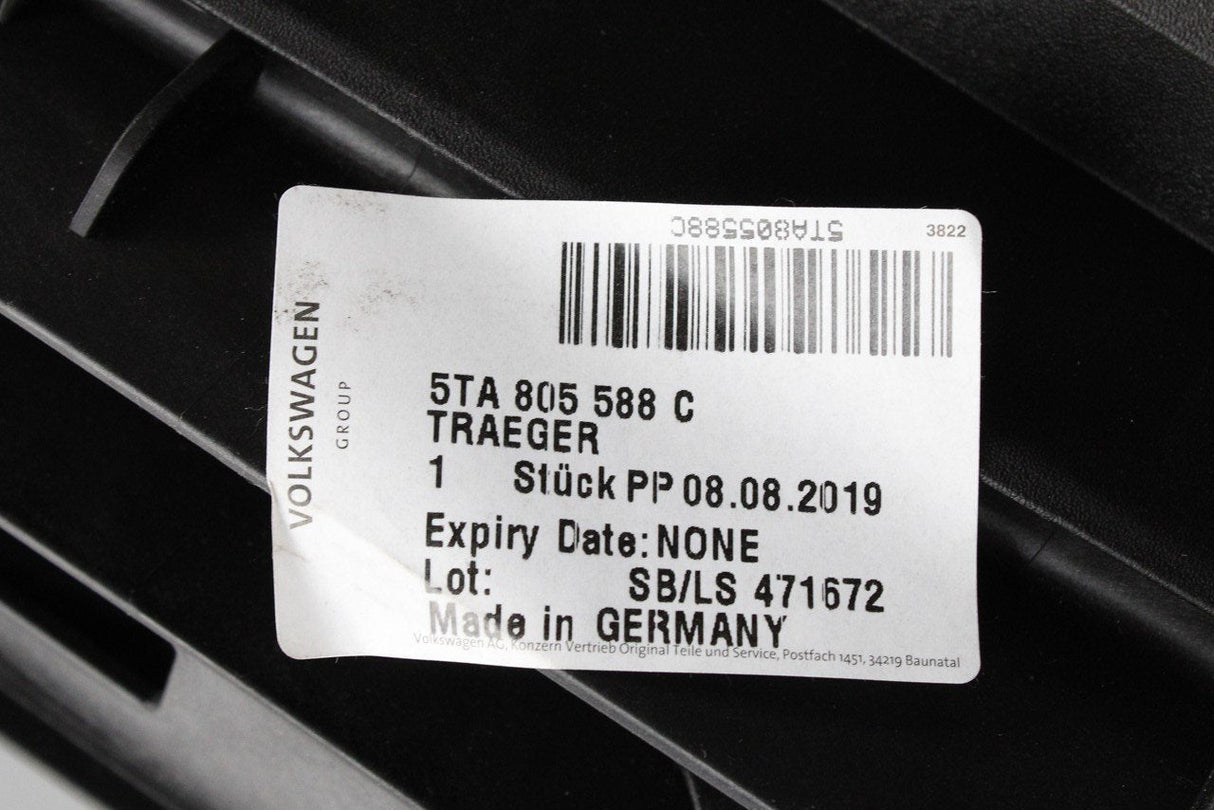 5TA805588C
3822
VOLKSWAGEN
GROUP
5TA 805 588 C
TRAEGER
1 Stück PP 08.08.2019
Expiry Date: NONE
Lot: SB/LS 471672
Made in GERMANY
Volkswagen AG, Konzern Vertrieb Original Teile und Service, Postfach 1451, 34219 Baunatal